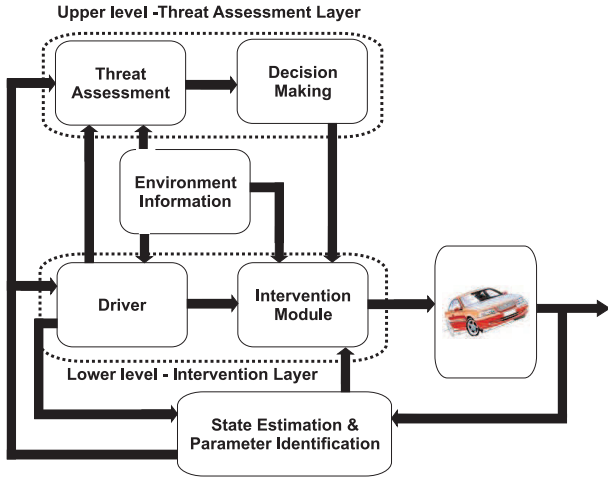 Upper level -Threat Assessment Layer
Threat
Assessment
Decision
Making
Environment
Information
Driver
Intervention
Module
Lower level - Intervention Layer
State Estimation &
Parameter Identification